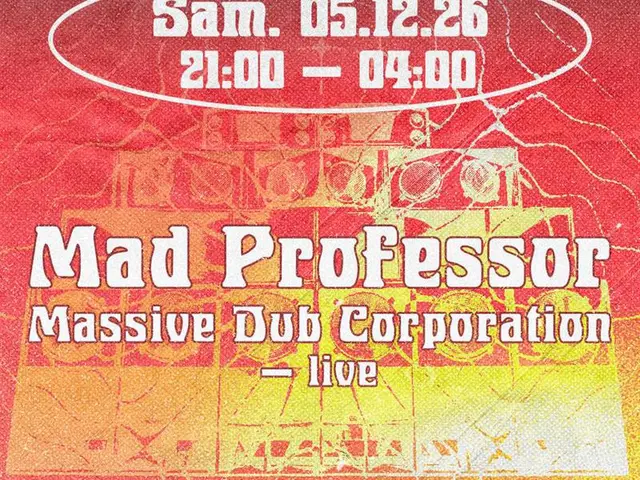 Sam. 05.12.26
21:00 — 04:00
Mad Professor
Massive Dub Corporation
— live